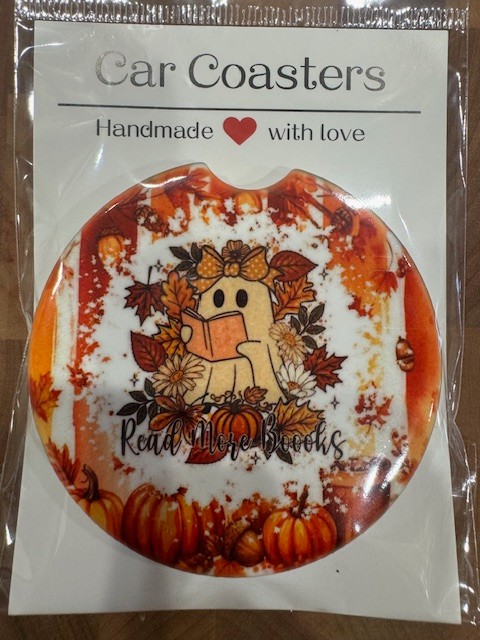 Car Coasters
Handmade with love
Read More Boooks